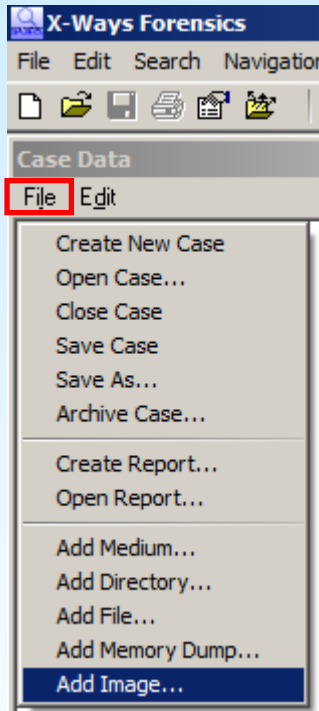 X-Ways Forensics
File Edit Search Navigation
Case Data
File Edit
Create New Case
Open Case...
Close Case
Save Case
Save As...
Archive Case...
Create Report...
Open Report...
Add Medium...
Add Directory...
Add File...
Add Memory Dump...
Add Image...